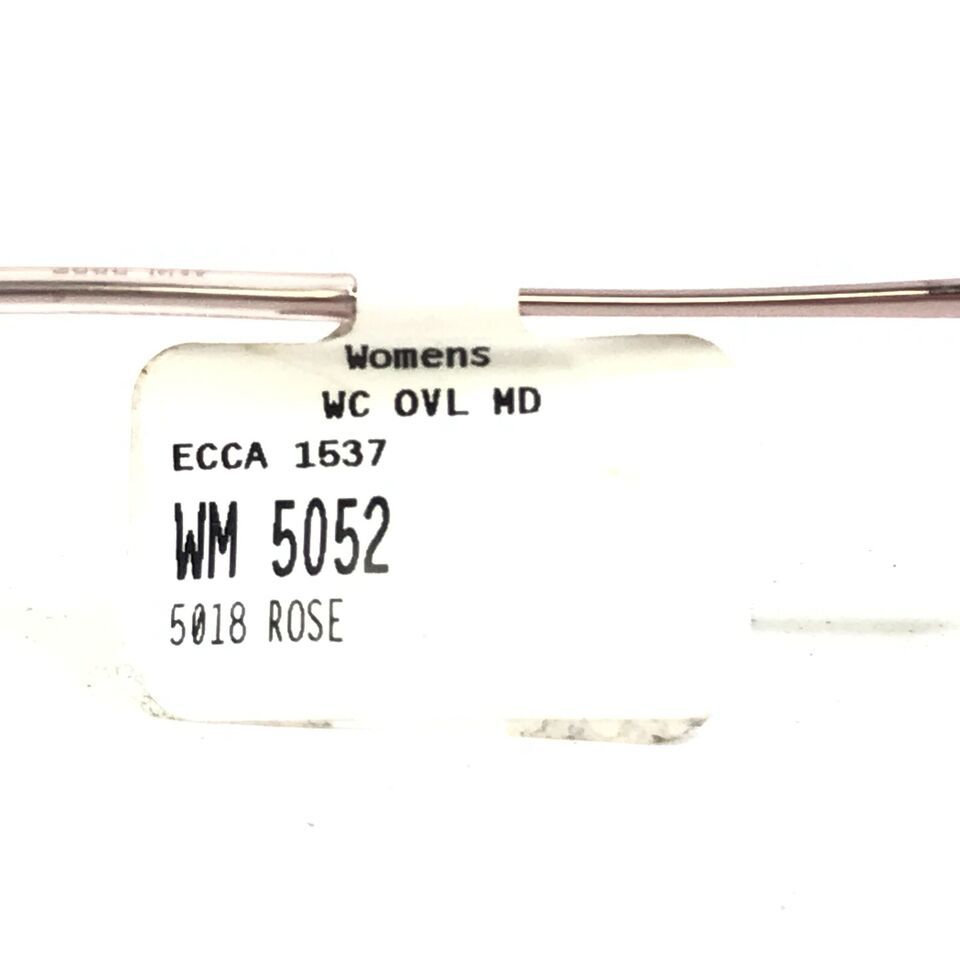 Womens
WC OVL MD
ECCA 1537
WM 5052
5018 ROSE